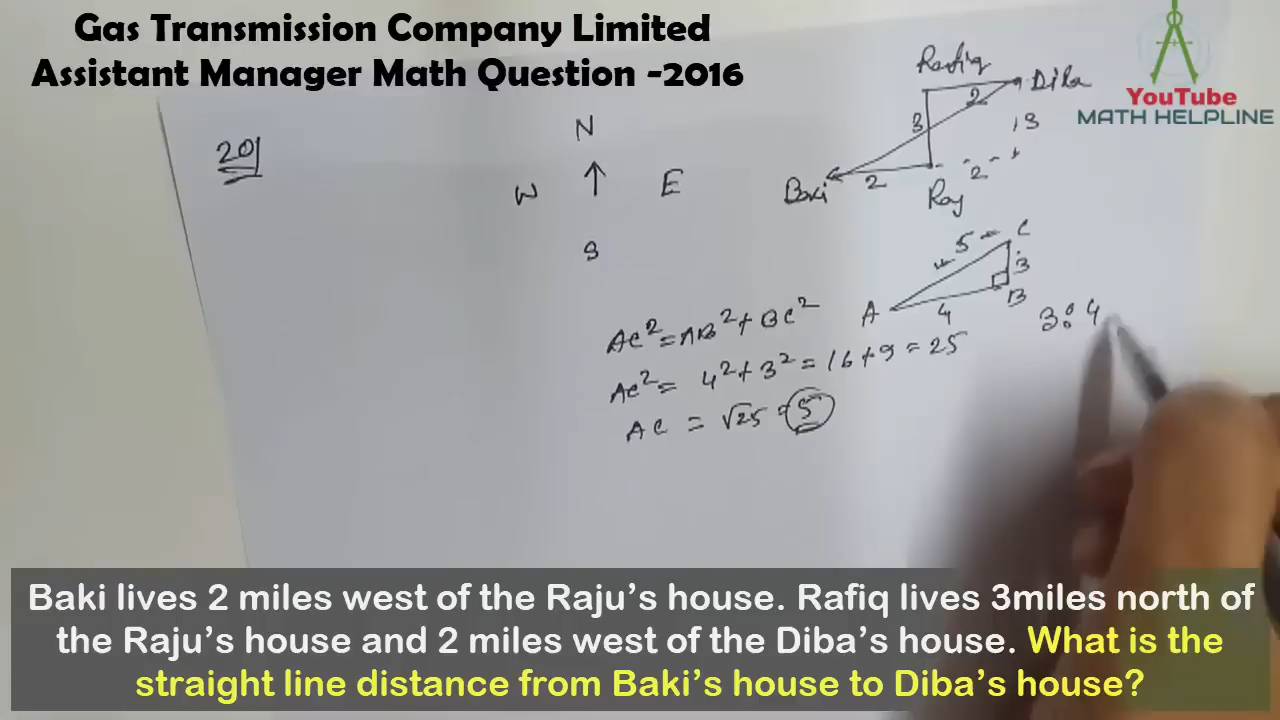 Gas Transmission Company Limited
Assistant Manager Math Question -2016
YouTube
MATH HELPLINE
20
N
W
E
S
Rafiq
Diba
2
3
3
Baki
2
2
Raj
5
C
3
A
4
B
AC² = AB² + BC²
AC² = 4² + 3² = 16 + 9 = 25
AC = √25 = 5
3:4
Baki lives 2 miles west of the Raju's house. Rafiq lives 3miles north of
the Raju's house and 2 miles west of the Diba's house. What is the
straight line distance from Baki's house to Diba's house?